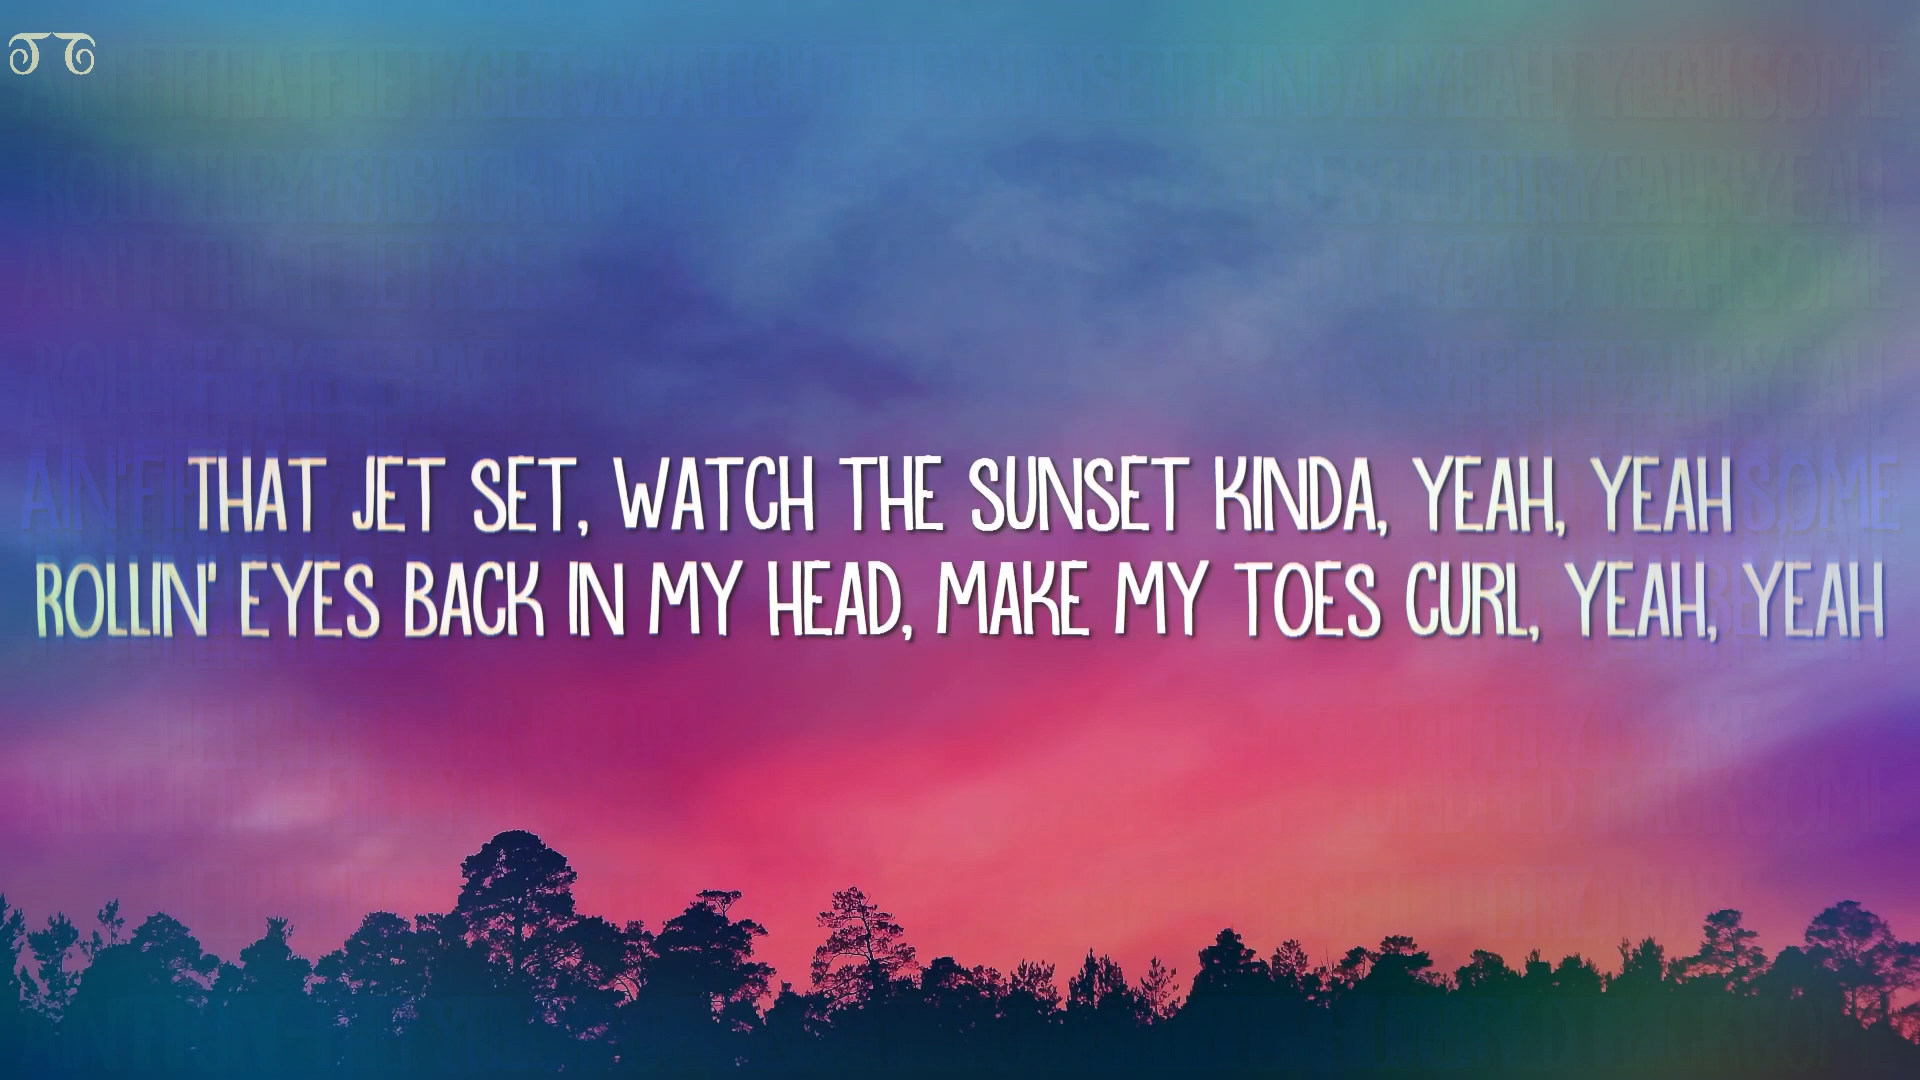 THAT JET SET, WATCH THE SUNSET KINDA, YEAH, YEAH
ROLLIN' EYES BACK IN MY HEAD, MAKE MY TOES CURL, YEAH, YEAH